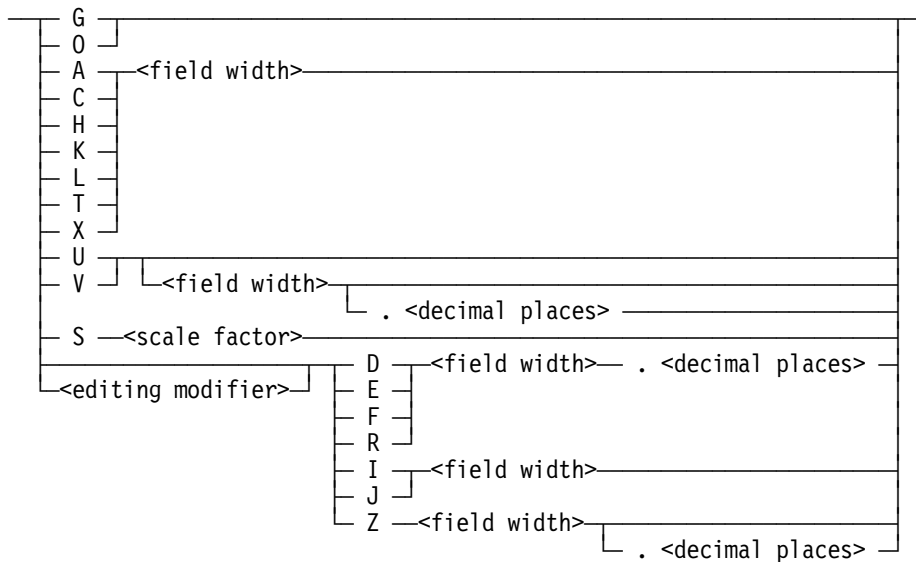 G
O
A <field width>
C
H
K
L
T
X
U
V <field width>
. <decimal places>
S <scale factor>
D <field width> . <decimal places>
<editing modifier> E
F
R
I <field width>
J
Z <field width>
. <decimal places>